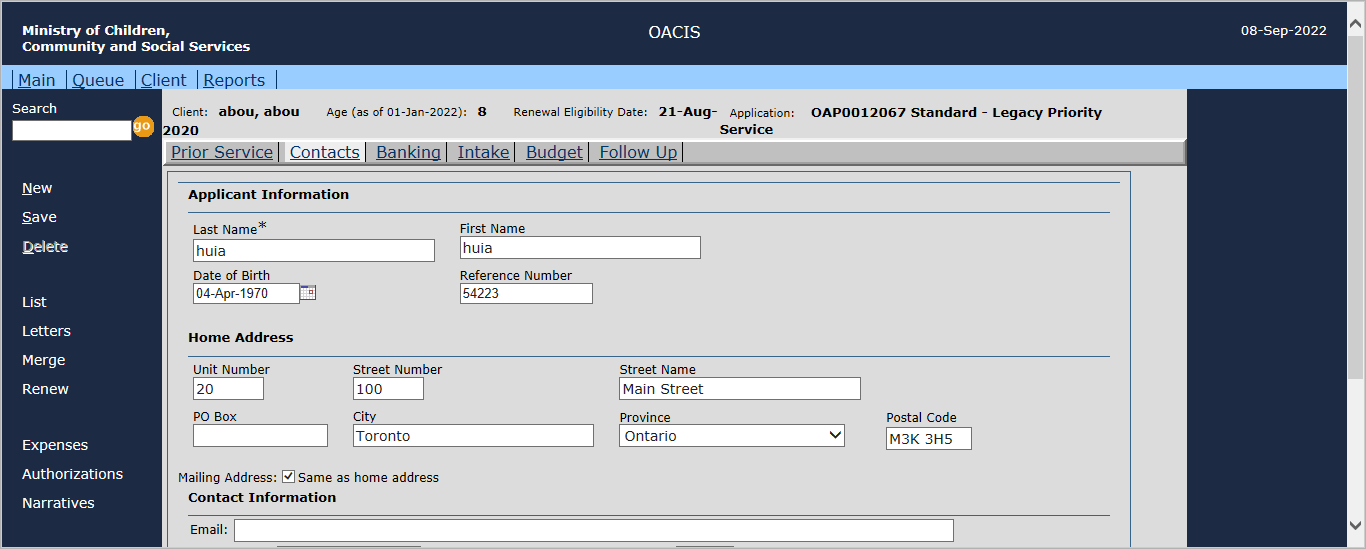 Ministry of Children,
Community and Social Services
OACIS
08-Sep-2022
Main Queue Client Reports
Search
go
New
Save
Delete
List
Letters
Merge
Renew
Expenses
Authorizations
Narratives
Client: abou, abou Age (as of 01-Jan-2022): 8 Renewal Eligibility Date: 21-Aug-
2020
Application: OAP0012067 Standard - Legacy Priority
Service
Prior Service Contacts Banking Intake Budget Follow Up
Applicant Information
Last Name* First Name
huia huia
Date of Birth Reference Number
04-Apr-1970 54223
Home Address
Unit Number Street Number Street Name
20 100 Main Street
PO Box City Province Postal Code
Toronto Ontario M3K 3H5
Mailing Address: Same as home address
Contact Information
Email: